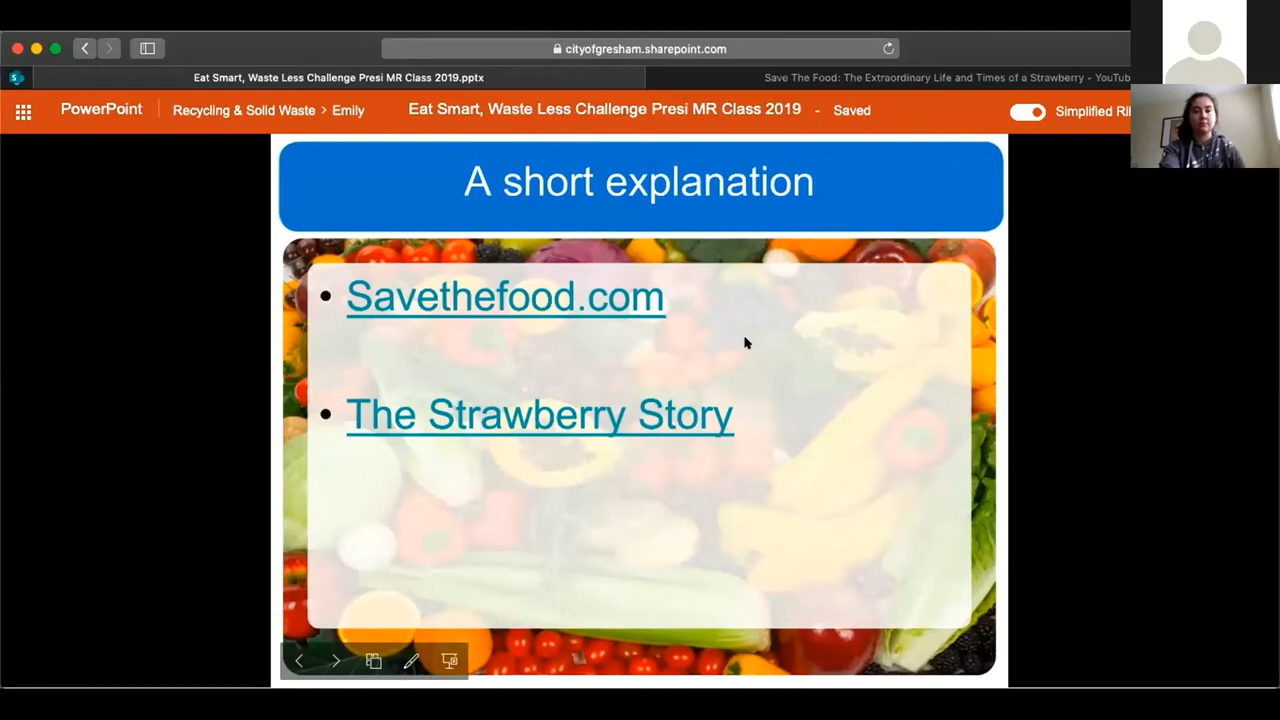 cityofgresham.sharepoint.com
S
Eat Smart, Waste Less Challenge Presi MR Class 2019.pptx
Save The Food: The Extraordinary Life and Times of a Strawberry - YouTub
PowerPoint
Recycling & Solid Waste > Emily
Eat Smart, Waste Less Challenge Presi MR Class 2019 - Saved
Simplified Ri
A short explanation
• Savethefood.com
• The Strawberry Story